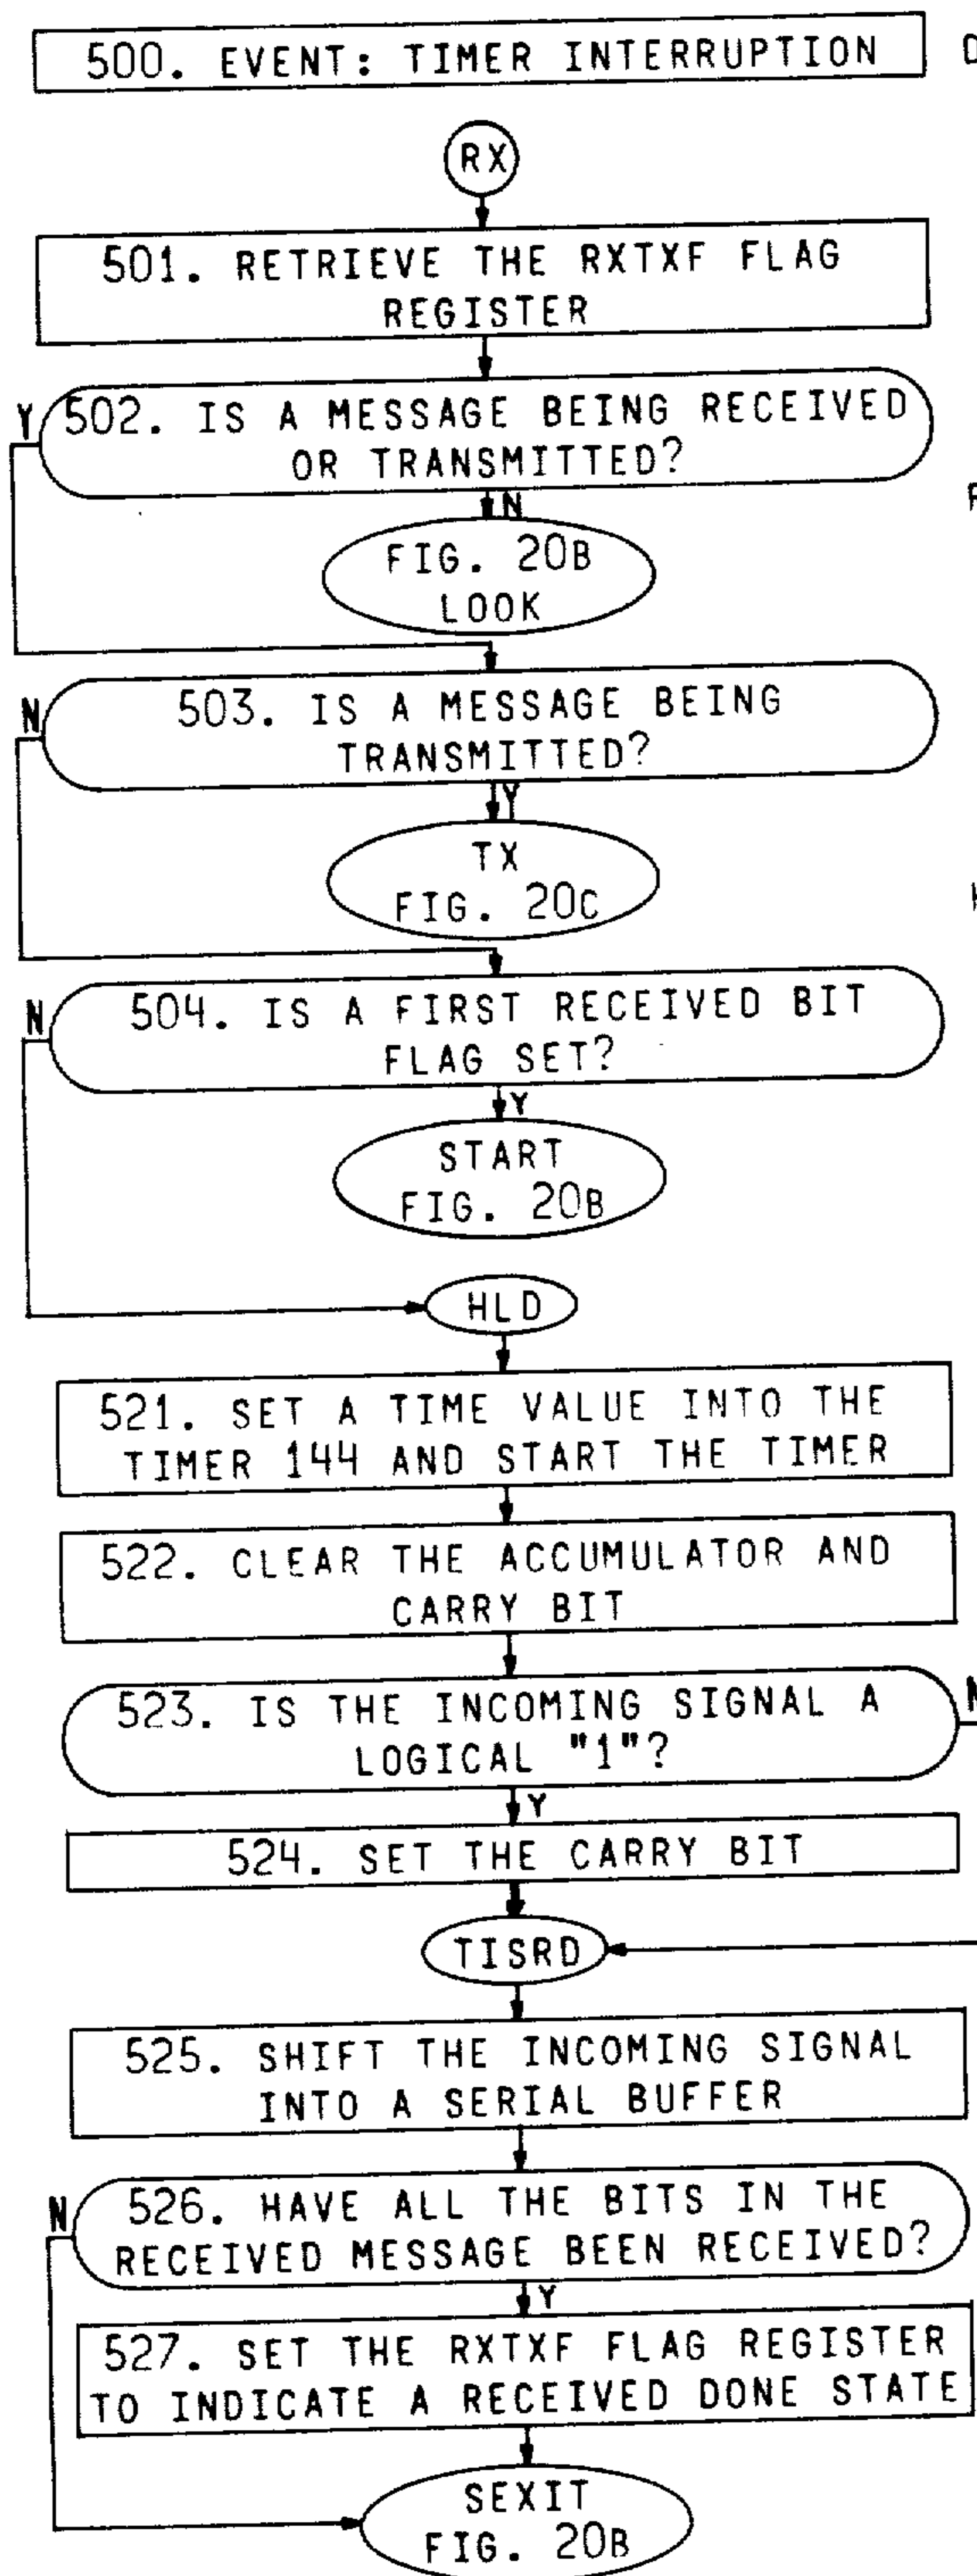 500. EVENT: TIMER INTERRUPTION
RX
501. RETRIEVE THE RXTXF FLAG
REGISTER
Y
502. IS A MESSAGE BEING RECEIVED
OR TRANSMITTED?
N
FIG. 20B
LOOK
N
503. IS A MESSAGE BEING
TRANSMITTED?
Y
TX
FIG. 20C
N
504. IS A FIRST RECEIVED BIT
FLAG SET?
Y
START
FIG. 20B
HLD
521. SET A TIME VALUE INTO THE
TIMER 144 AND START THE TIMER
522. CLEAR THE ACCUMULATOR AND
CARRY BIT
523. IS THE INCOMING SIGNAL A
LOGICAL "1"?
N
Y
524. SET THE CARRY BIT
TISRD
525. SHIFT THE INCOMING SIGNAL
INTO A SERIAL BUFFER
N
526. HAVE ALL THE BITS IN THE
RECEIVED MESSAGE BEEN RECEIVED?
Y
527. SET THE RXTXF FLAG REGISTER
TO INDICATE A RECEIVED DONE STATE
SEXIT
FIG. 20B